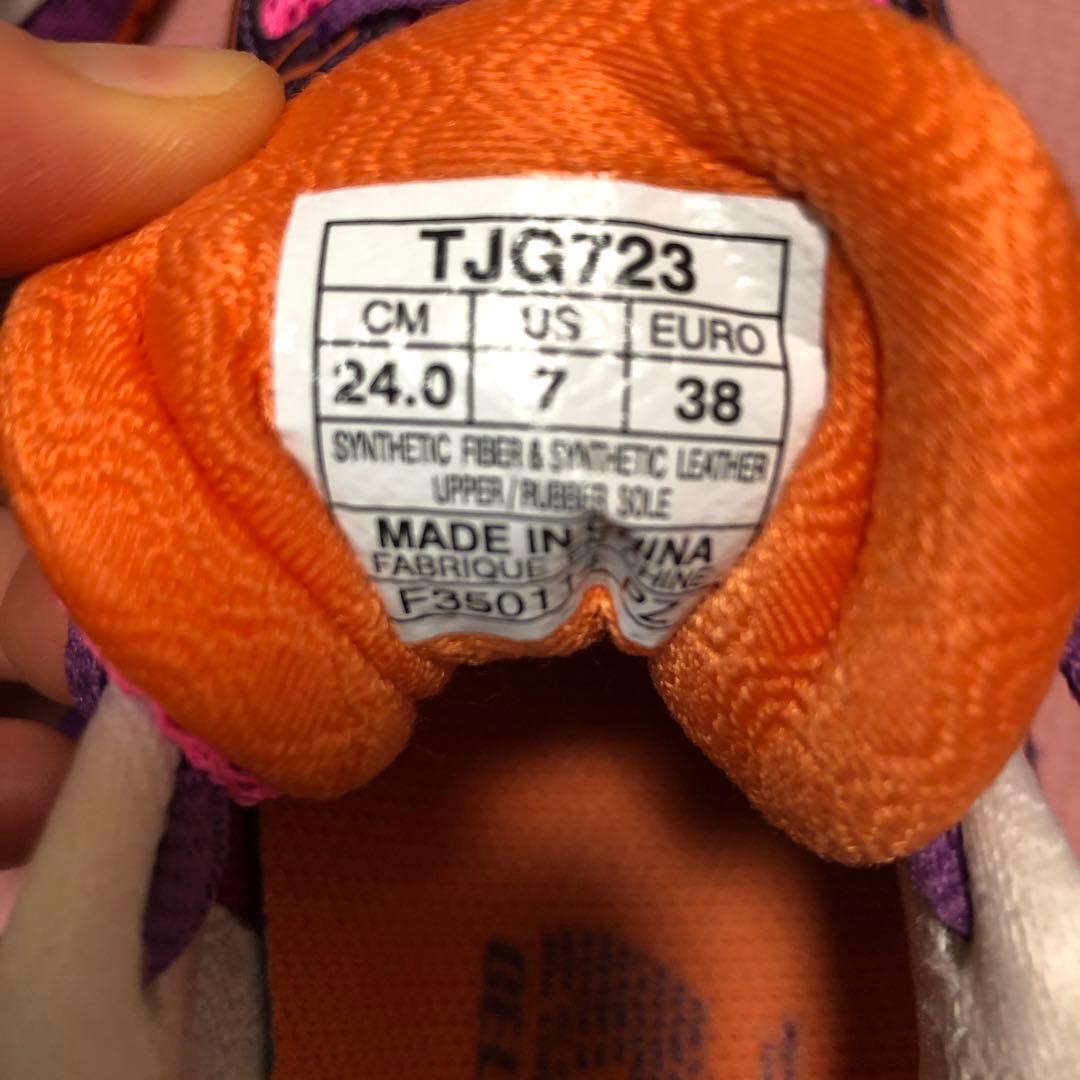 TJG723
CM US EURO
24.0 7 38
SYNTHETIC FIBER & SYNTHETIC LEATHER
UPPER / RUBBER SOLE
MADE IN
FABRIQUE
F3501